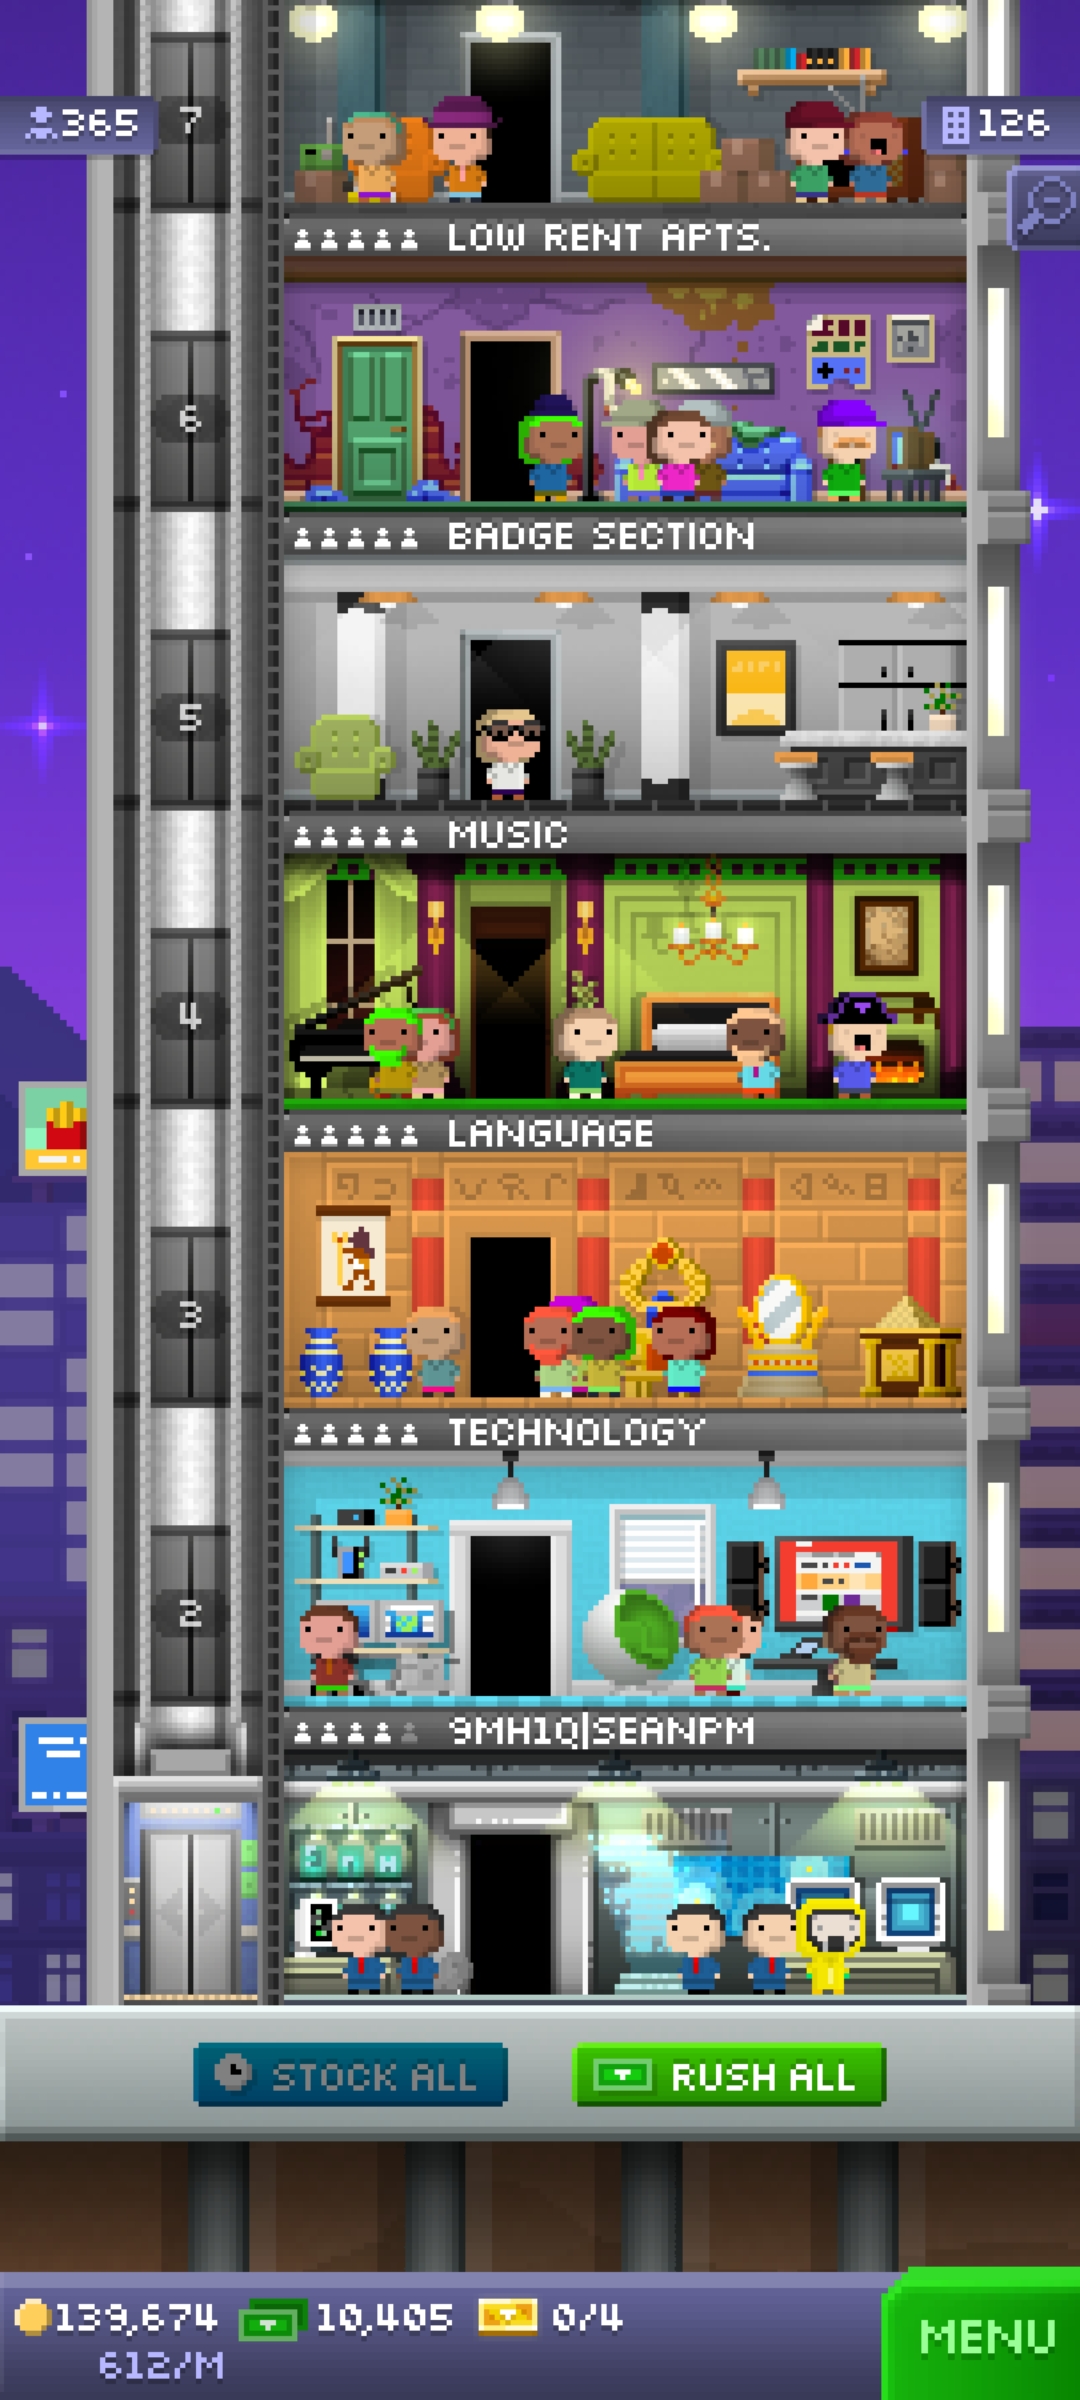 7
365
126
LOW RENT APTS.
6
BADGE SECTION
5
MUSIC
4
LANGUAGE
3
TECHNOLOGY
2
9MH1Q|SEANPM
STOCK ALL
RUSH ALL
139,674
10,405
0/4
612/M
MENU